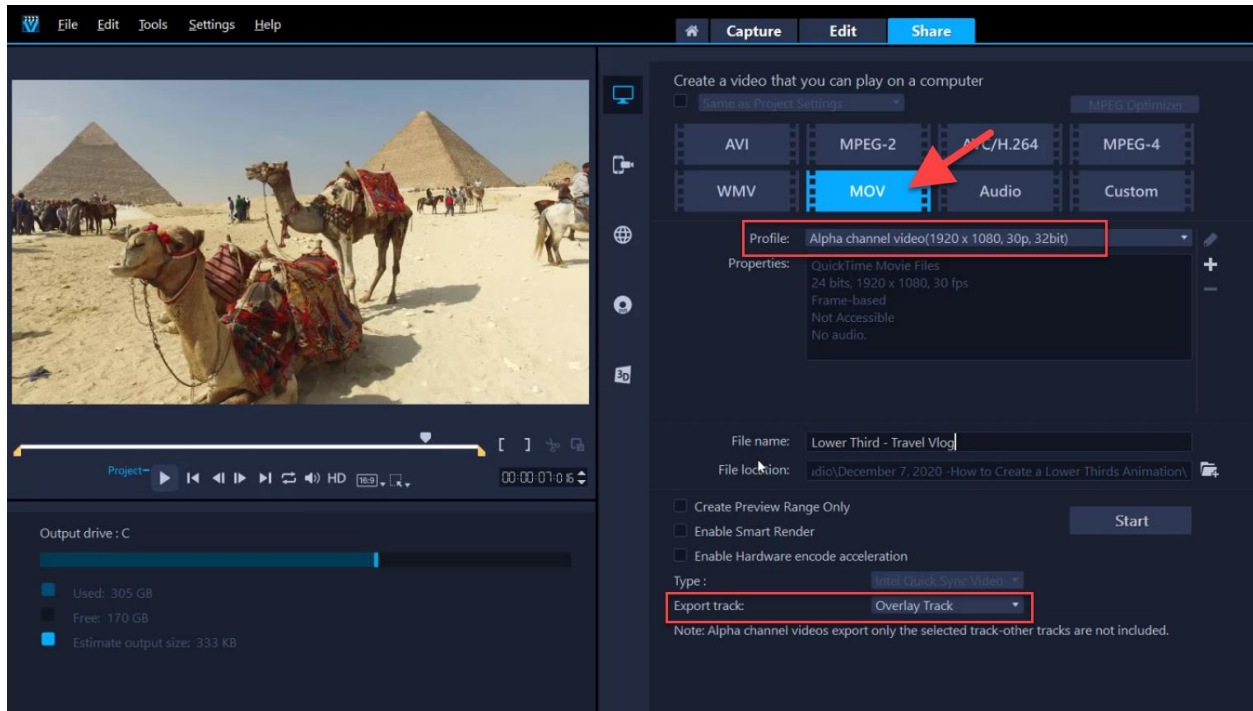 File Edit Tools Settings Help
Capture Edit Share
Create a video that you can play on a computer
Same as Project Settings
MPEG Optimizer
AVI MPEG-2 AVC/H.264 MPEG-4
WMV MOV Audio Custom
Profile: Alpha channel video(1920 x 1080, 30p, 32bit)
Properties: QuickTime Movie Files
24 bits, 1920 x 1080, 30 fps
Frame-based
Not Accessible
No audio.
3D
File name: Lower Third - Travel Vlog
File location: \December 7, 2020 -How to Create a Lower Thirds Animation\
Project
HD 16:9 00:00:07:016
Create Preview Range Only
Enable Smart Render
Enable Hardware encode acceleration
Start
Type : Intel Quick Sync Video
Export track: Overlay Track
Note: Alpha channel videos export only the selected track-other tracks are not included.
Output drive : C
Used: 305 GB
Free: 170 GB
Estimate output size: 333 KB